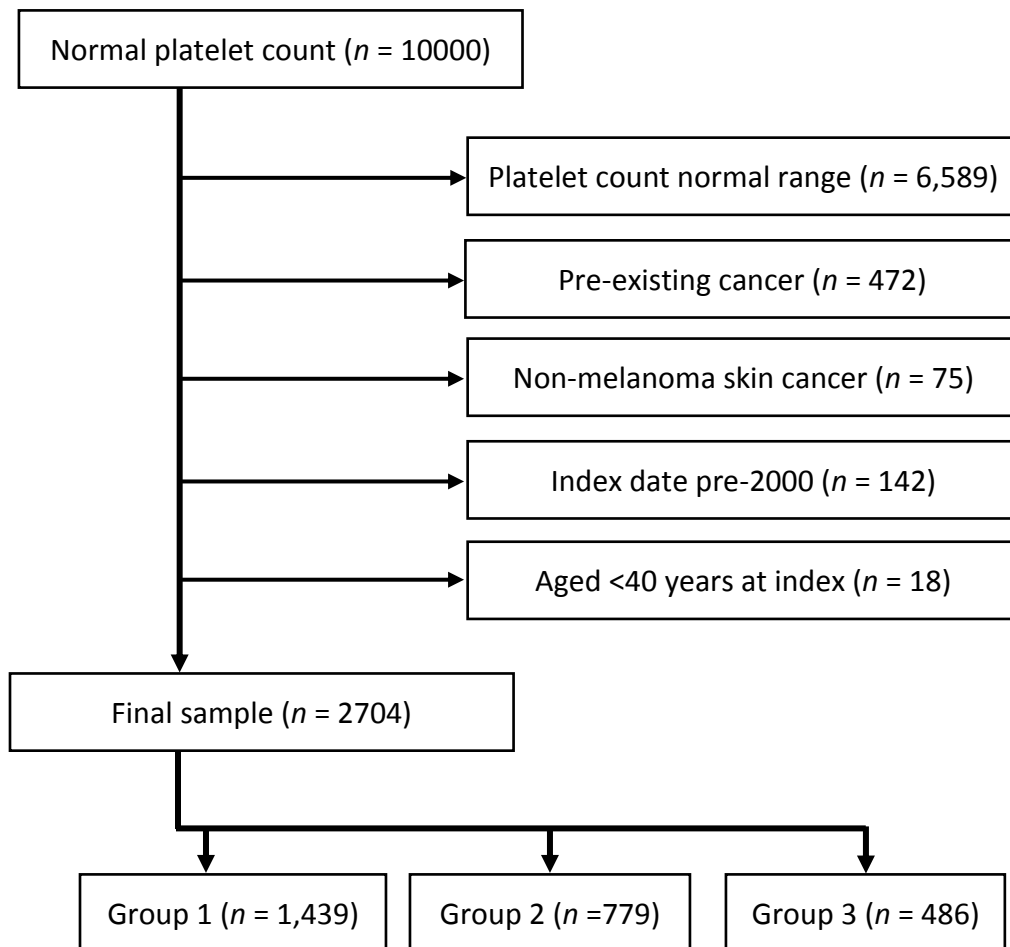 Normal platelet count (n = 10000)
Platelet count normal range (n = 6,589)
Pre-existing cancer (n = 472)
Non-melanoma skin cancer (n = 75)
Index date pre-2000 (n = 142)
Aged <40 years at index (n = 18)
Final sample (n = 2704)
Group 1 (n = 1,439)
Group 2 (n =779)
Group 3 (n = 486)